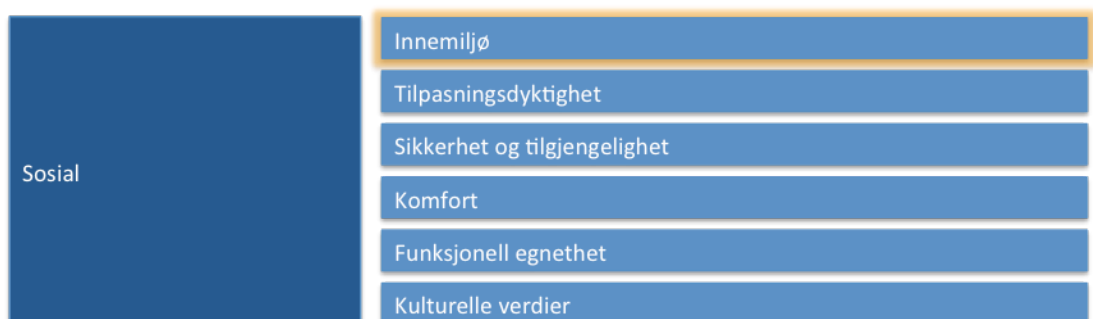 Sosial
Innemiljø
Tilpasningsdyktighet
Sikkerhet og tilgjengelighet
Komfort
Funksjonell egnethet
Kulturelle verdier